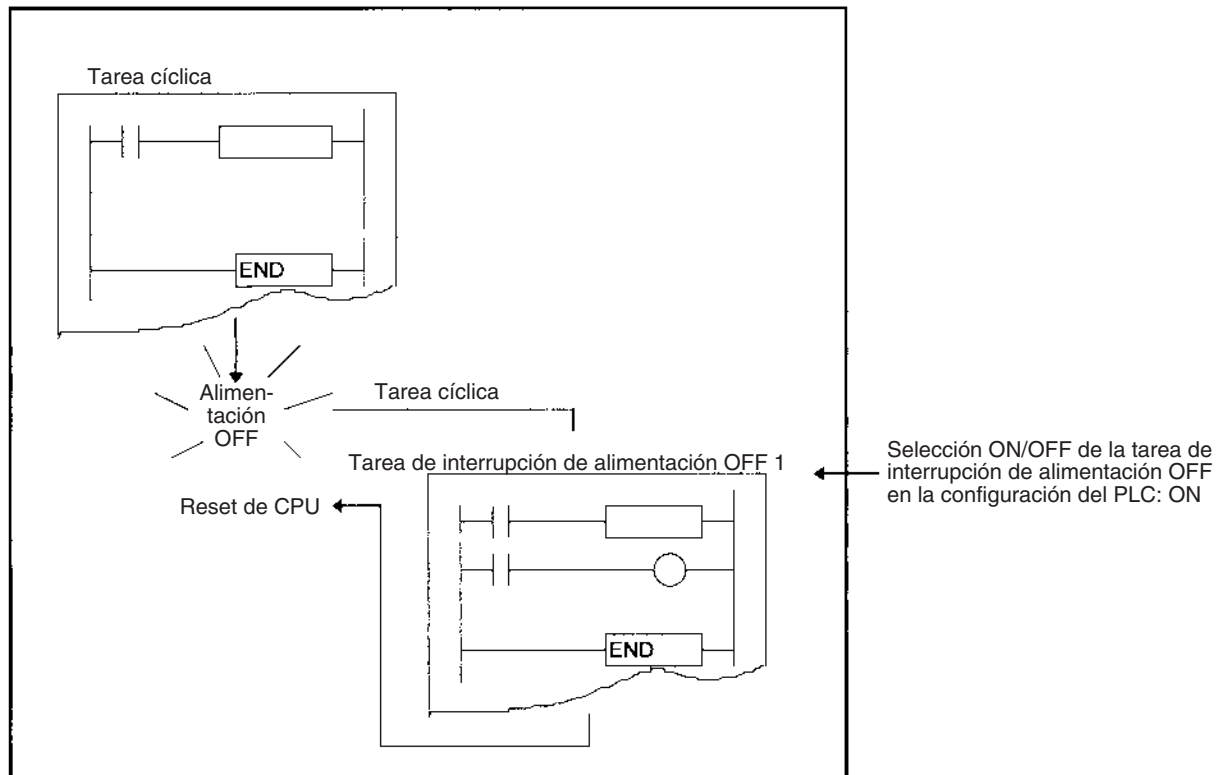 Tarea cíclica
END
Alimen-
tación
OFF
Tarea cíclica
Tarea de interrupción de alimentación OFF 1
Selección ON/OFF de la tarea de
interrupción de alimentación OFF
en la configuración del PLC: ON
Reset de CPU
END